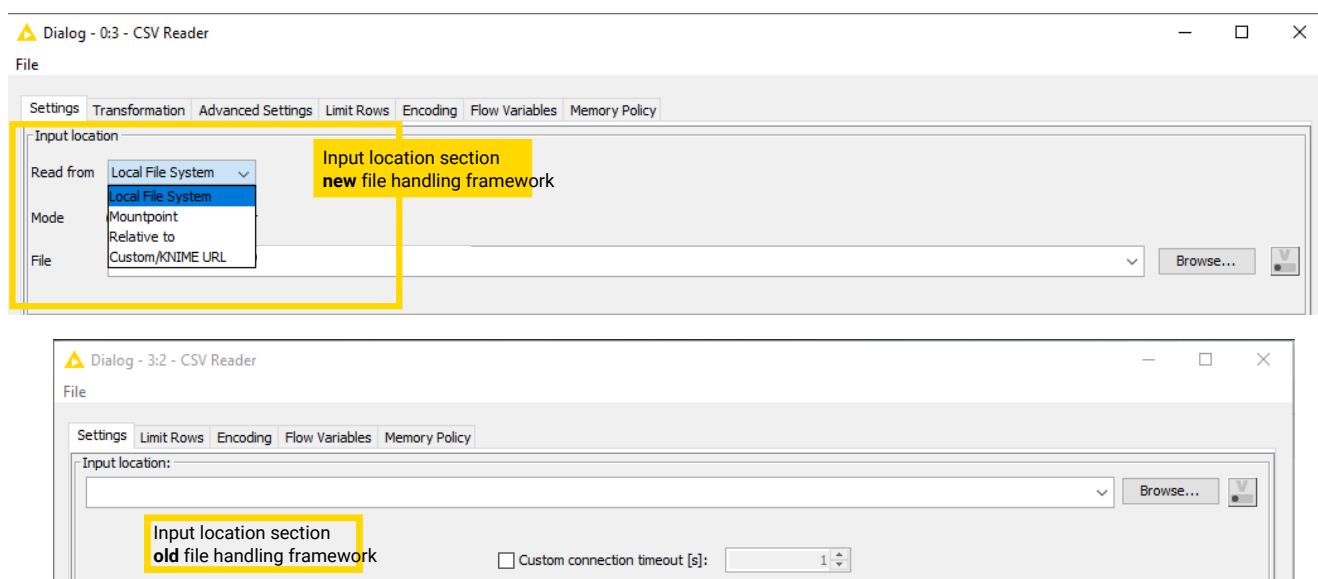 Dialog - 0:3 - CSV Reader
File
Settings Transformation Advanced Settings Limit Rows Encoding Flow Variables Memory Policy
Input location
Input location section
new file handling framework
Read from Local File System
Local File System
Mode Mountpoint
Relative to
File Custom/KNIME URL Browse...
V
Dialog - 3:2 - CSV Reader
File
Settings Limit Rows Encoding Flow Variables Memory Policy
Input location:
Browse...
V
Input location section
old file handling framework
Custom connection timeout [s]: 1